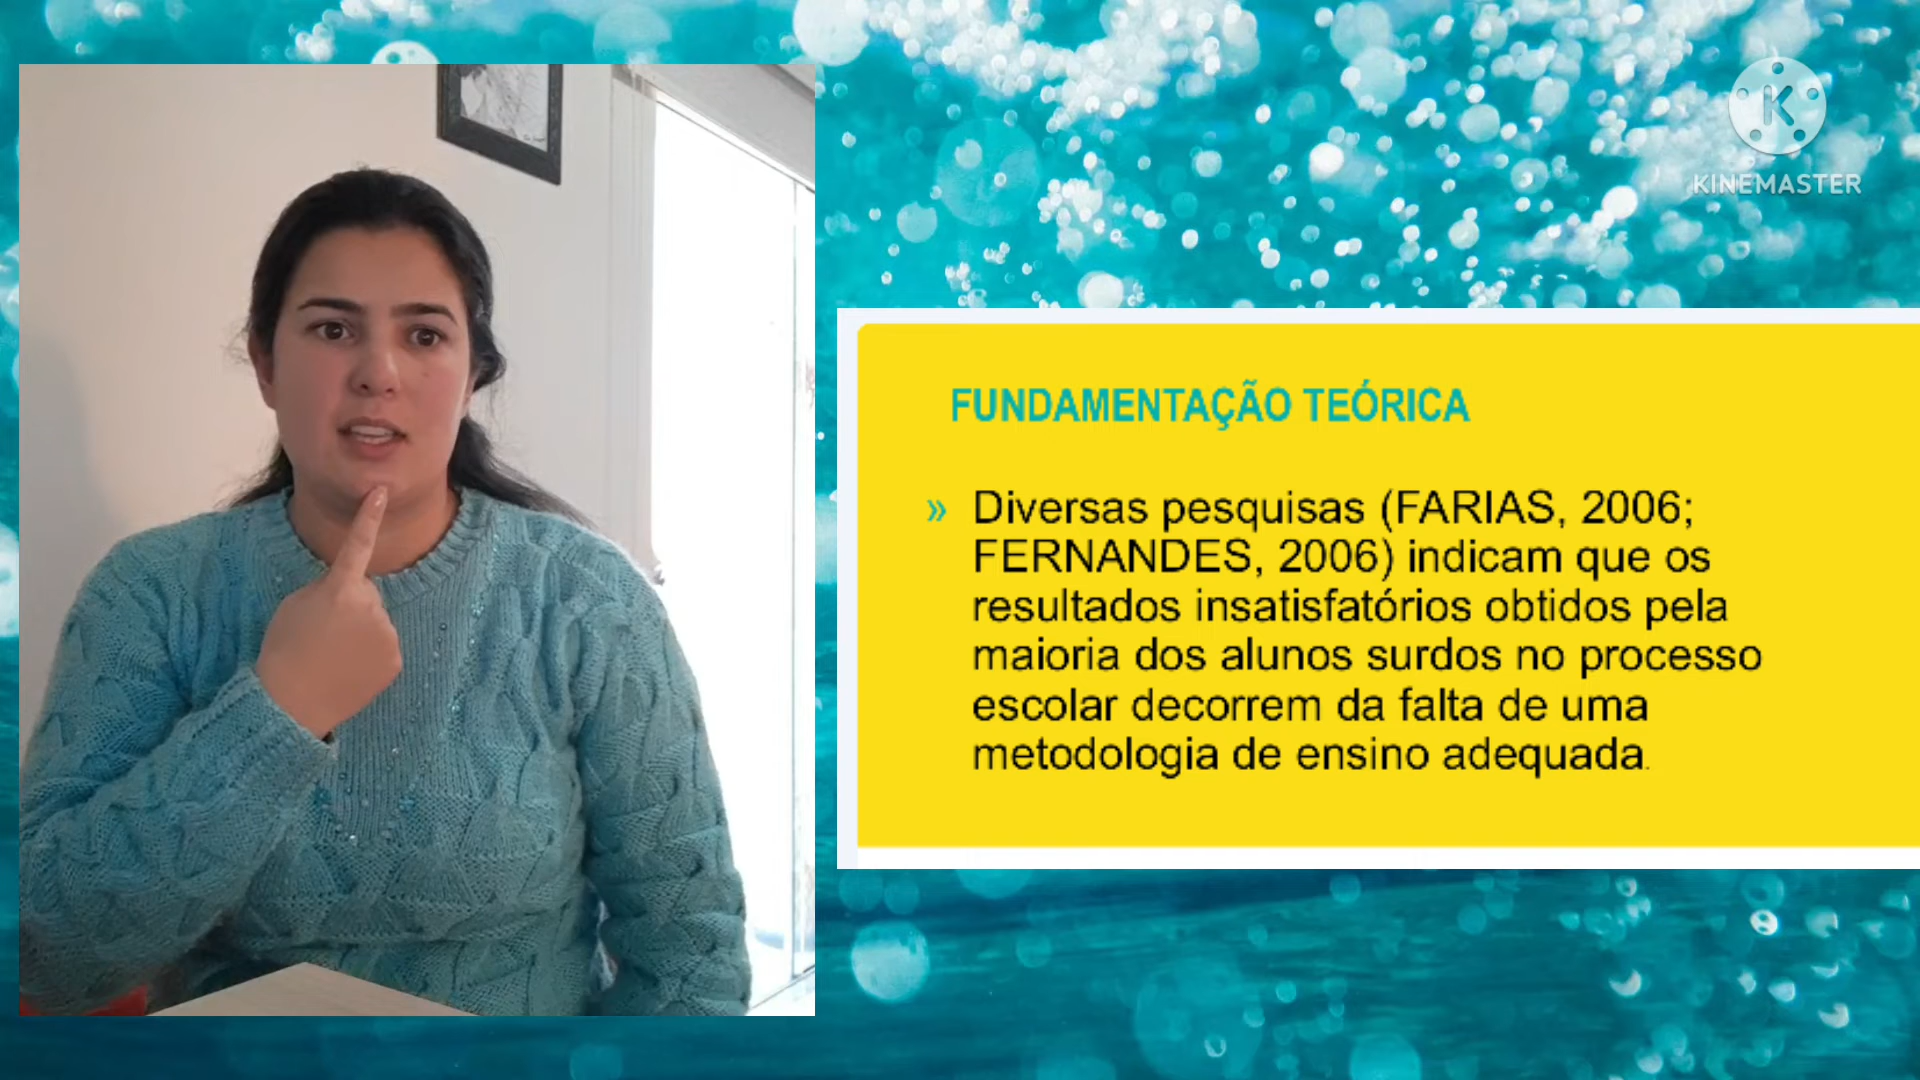 K
KINEMASTER
FUNDAMENTAÇÃO TEÓRICA
» Diversas pesquisas (FARIAS, 2006;
FERNANDES, 2006) indicam que os
resultados insatisfatórios obtidos pela
maioria dos alunos surdos no processo
escolar decorrem da falta de uma
metodologia de ensino adequada.